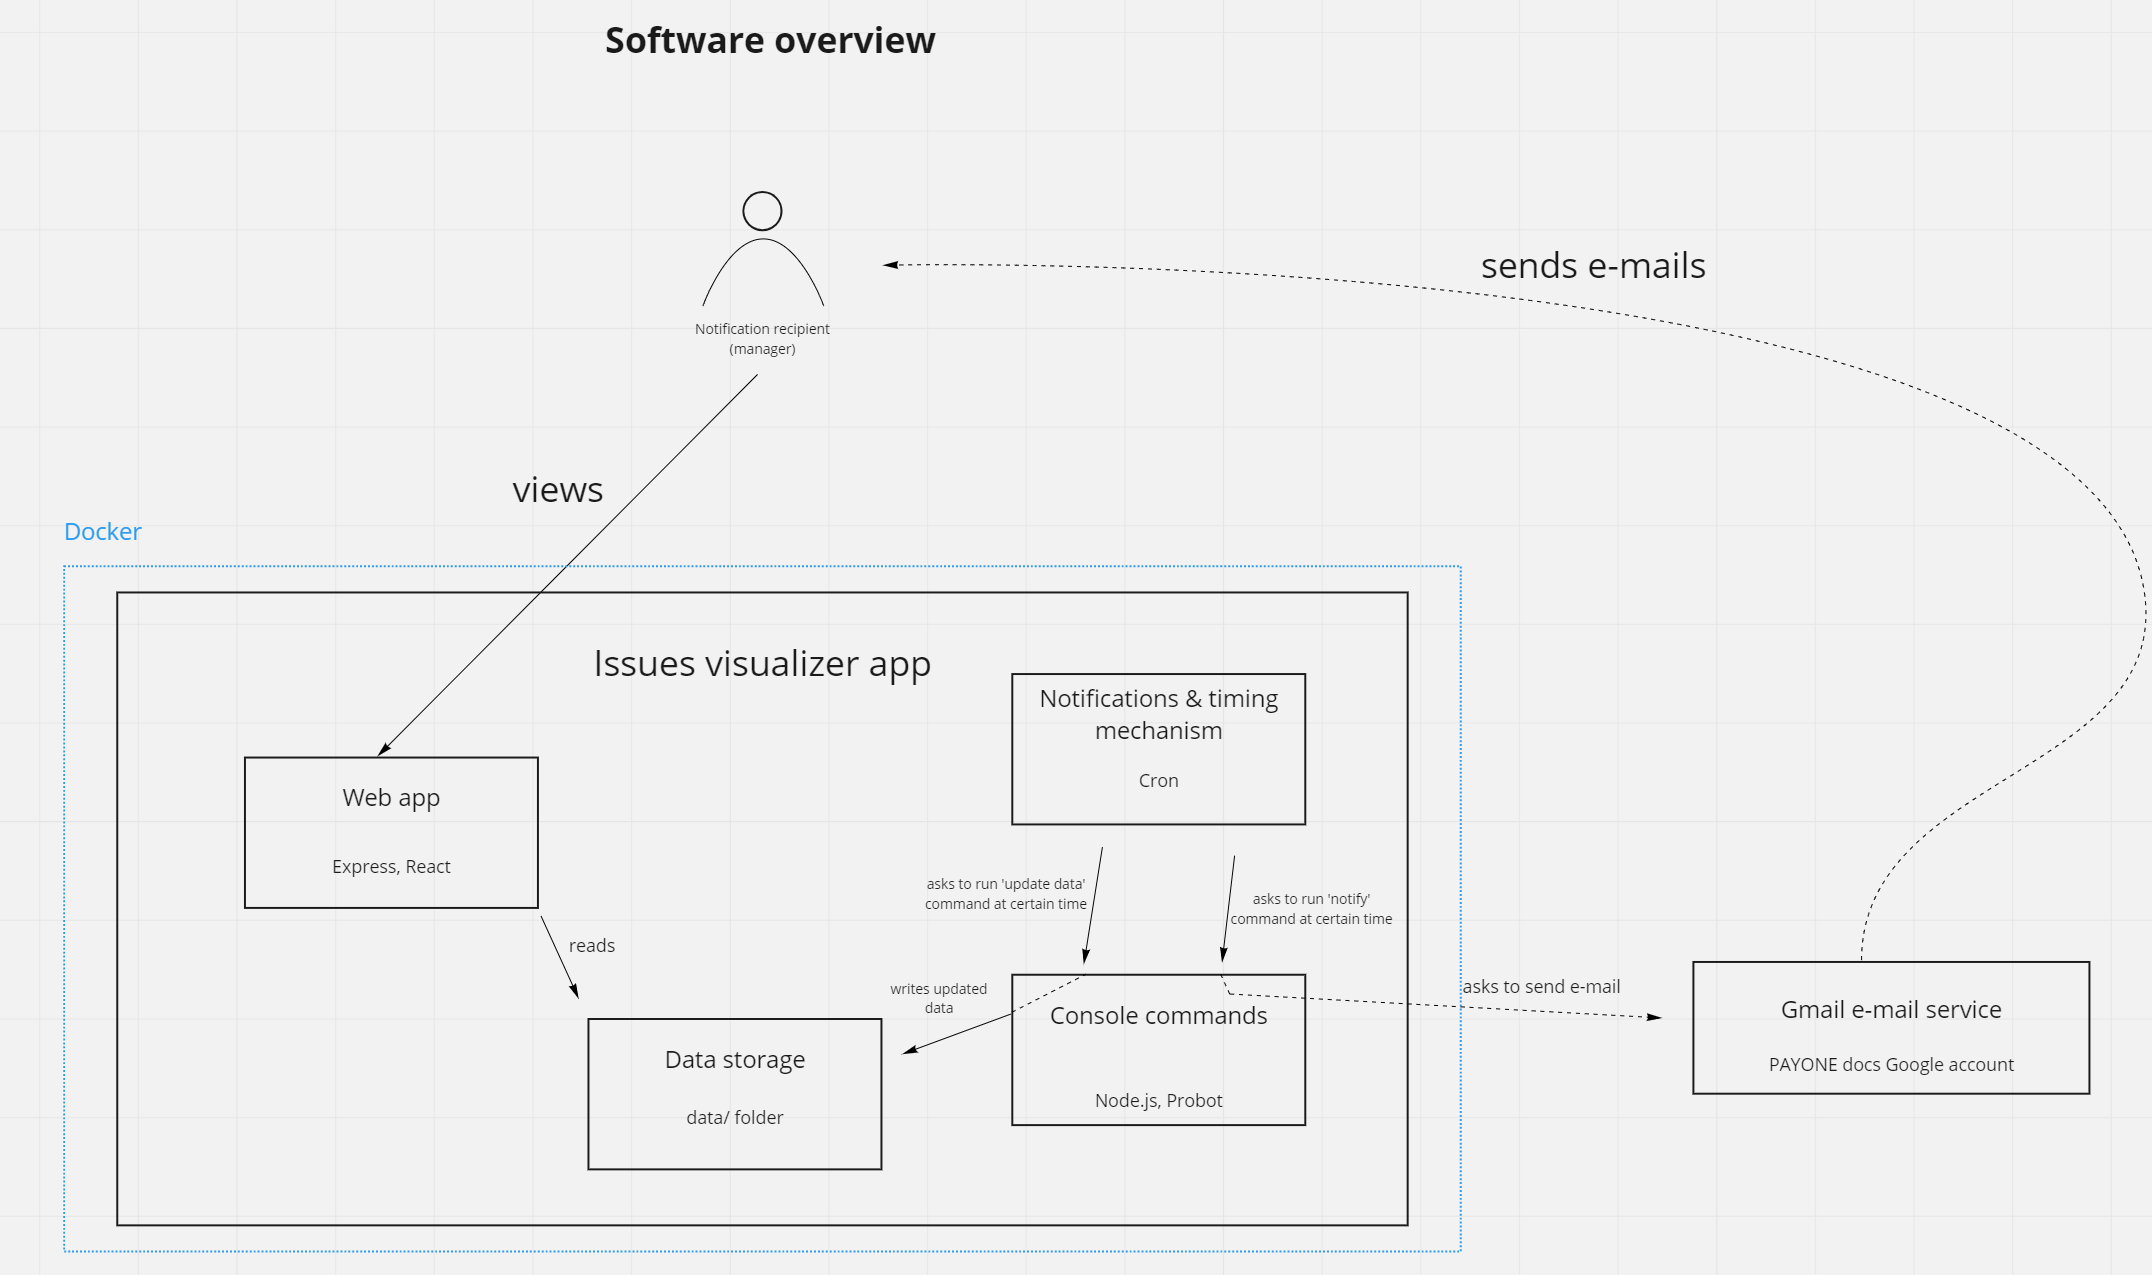 Software overview
Notification recipient
(manager)
sends e-mails
views
Docker
Issues visualizer app
Notifications & timing
mechanism
Cron
Web app
Express, React
asks to run 'update data'
command at certain time
asks to run 'notify'
command at certain time
reads
writes updated
data
asks to send e-mail
Console commands
Node.js, Probot
Gmail e-mail service
PAYONE docs Google account
Data storage
data/ folder